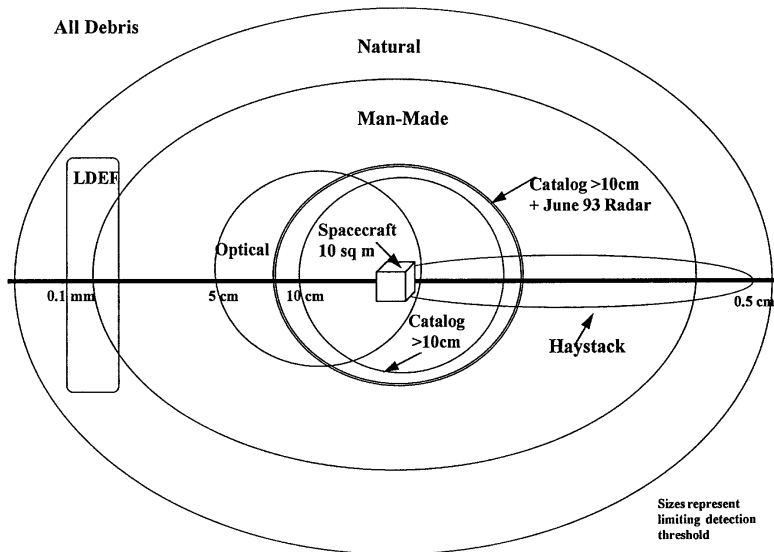 All Debris
Natural
Man-Made
LDEF
Catalog >10cm
+ June 93 Radar
Spacecraft
10 sq m
Optical
0.1 mm
5 cm
10 cm
0.5 cm
Catalog
>10cm
Haystack
Sizes represent
limiting detection
threshold